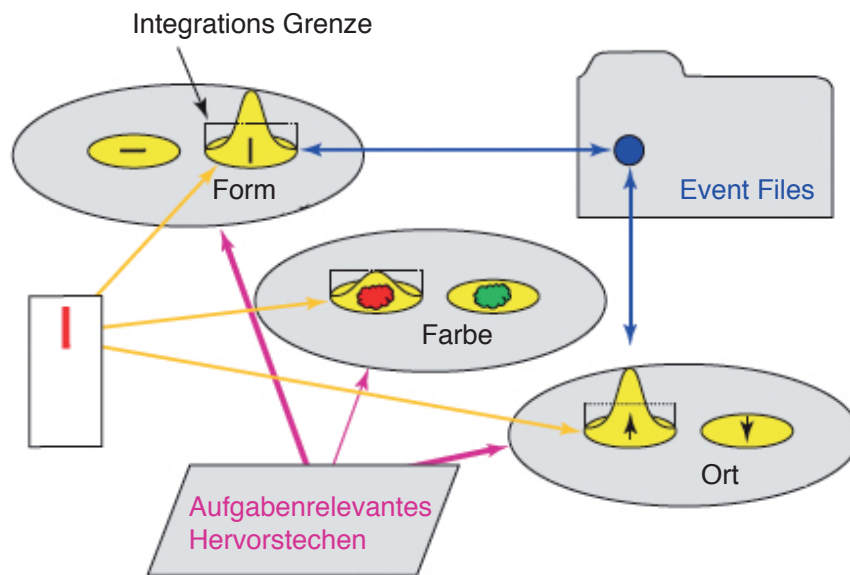 Integrations Grenze
Form
Event Files
Farbe
Ort
Aufgabenrelevantes
Hervorstechen